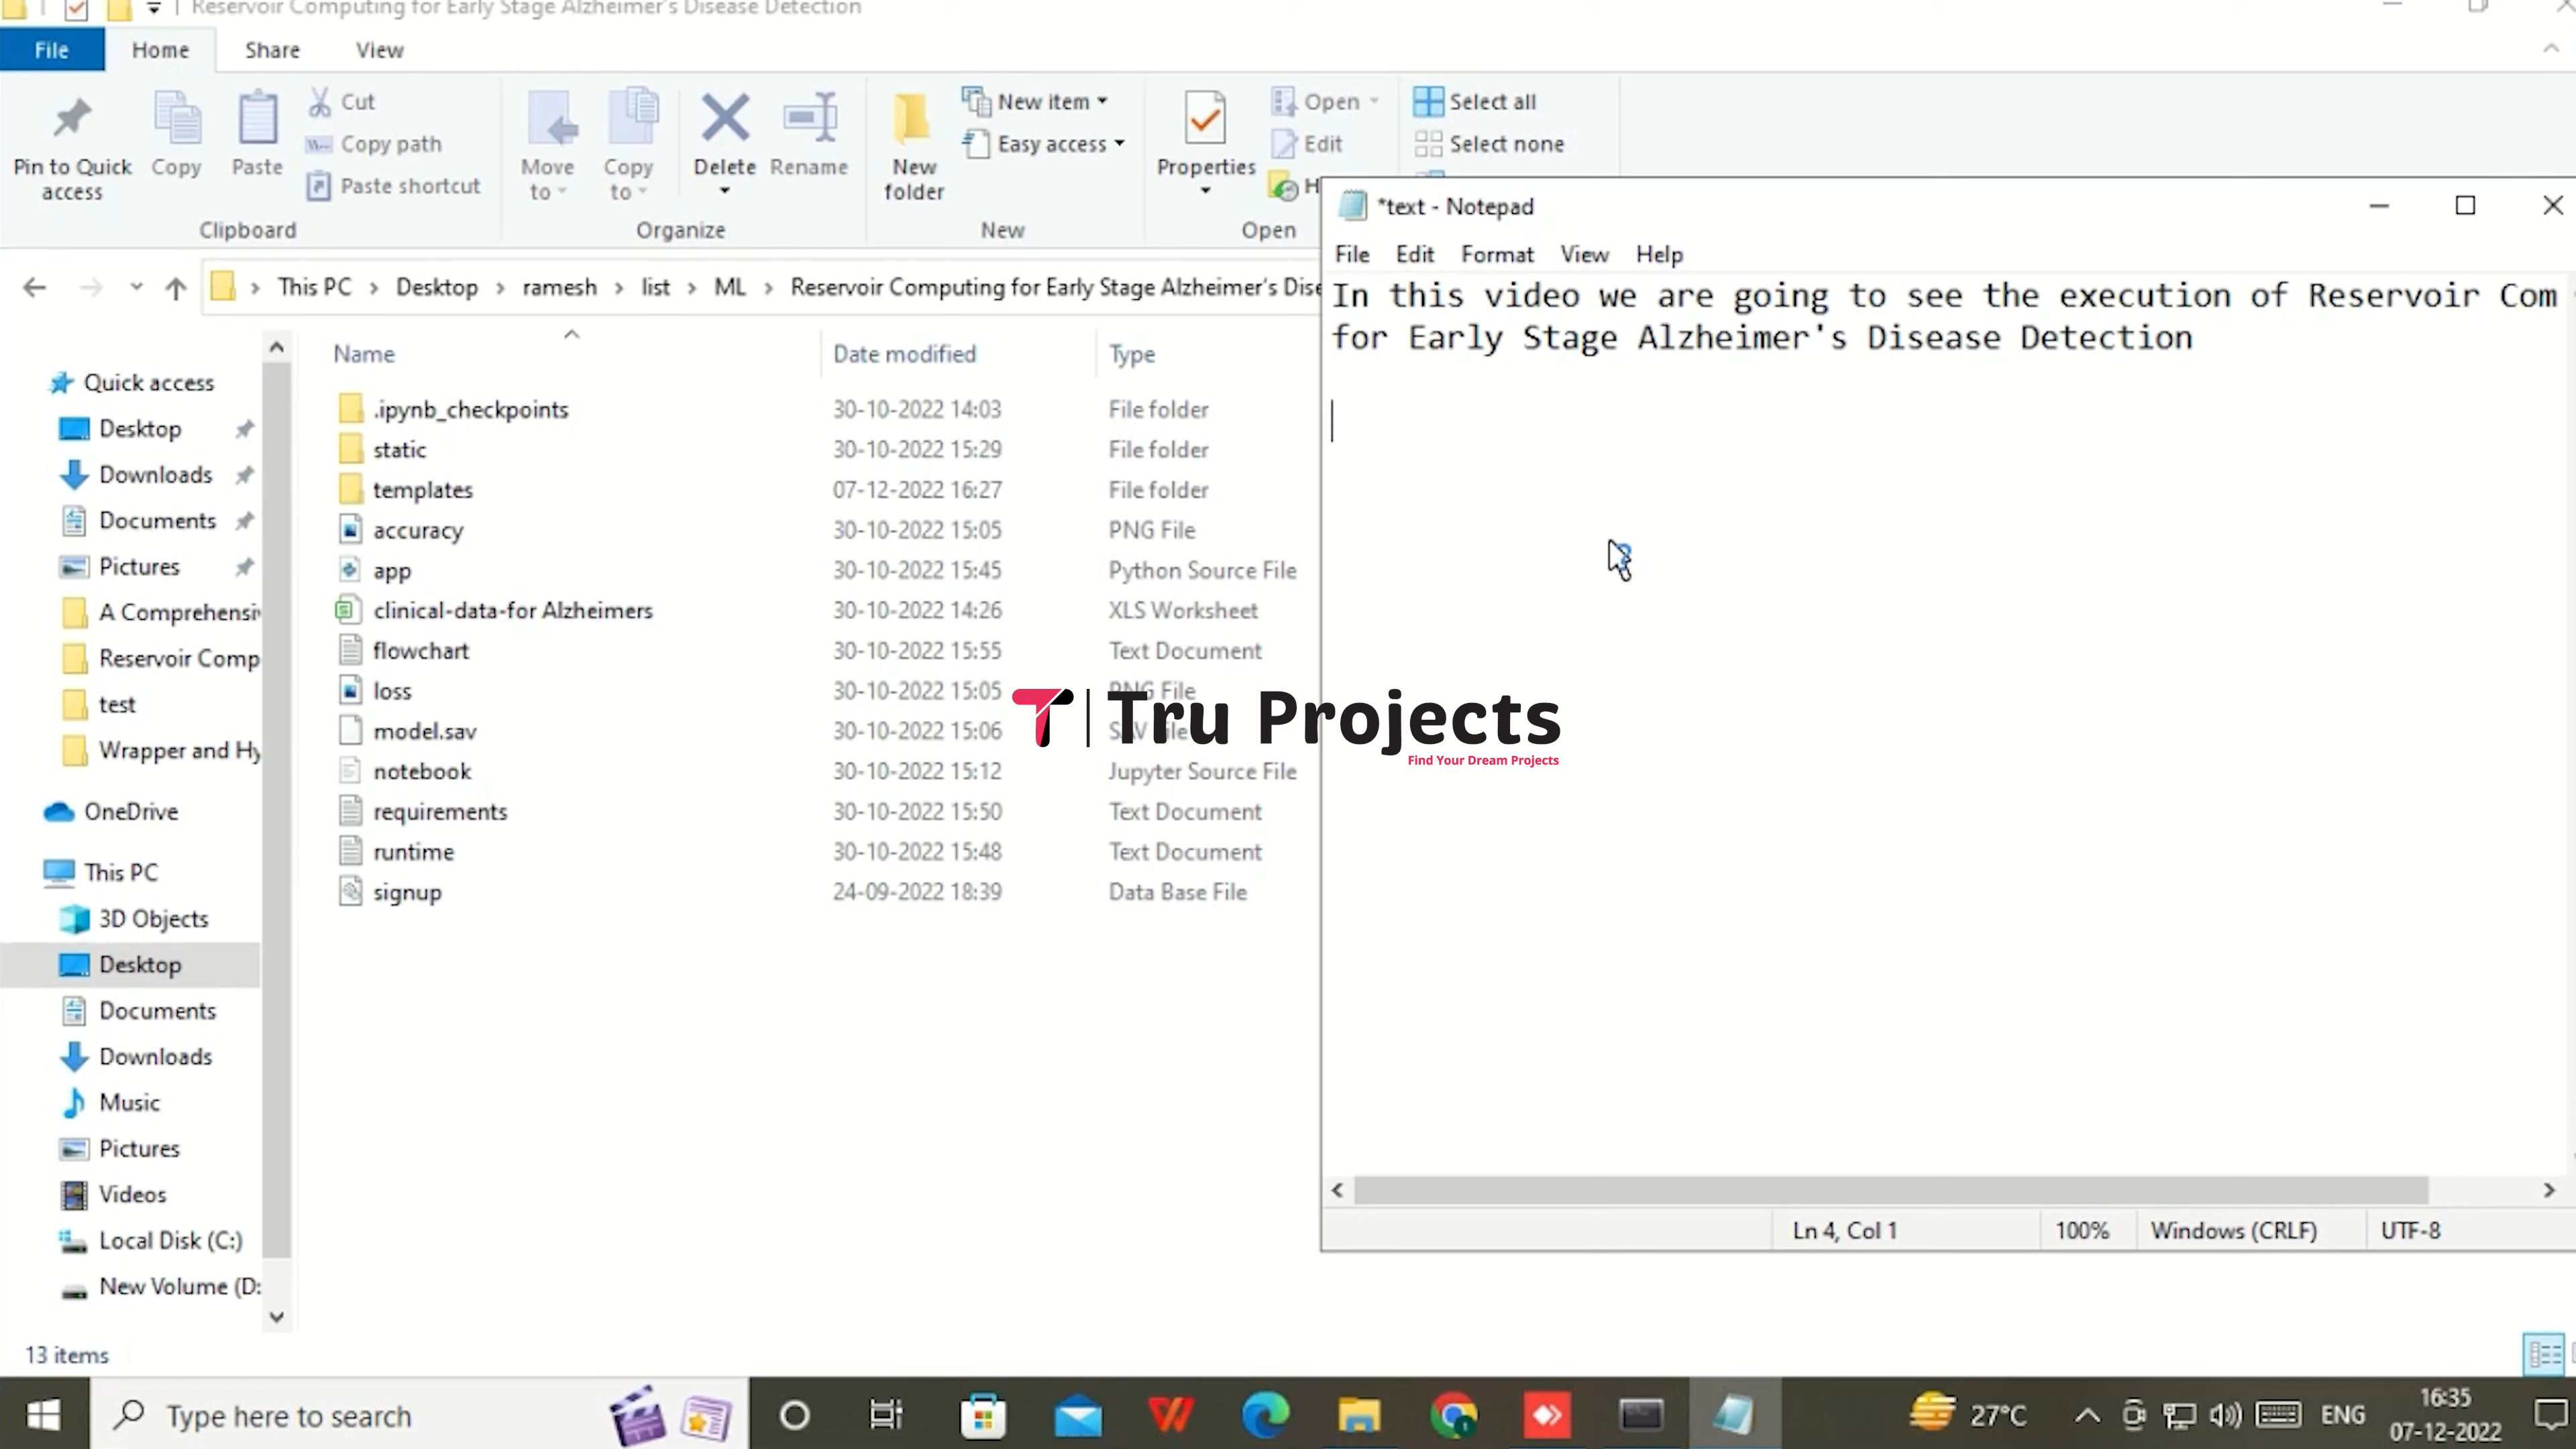 Reservoir Computing for Early Stage Alzheimer's Disease Detection
File Home Share View
Pin to Quick access
Copy
Paste
Cut
Copy path
Paste shortcut
Clipboard
Move to
Copy to
Delete
Rename
Organize
New folder
New item
Easy access
New
Properties
Open
Edit
H
Open
Select all
Select none
This PC > Desktop > ramesh > list > ML > Reservoir Computing for Early Stage Alzheimer's Dise
Quick access
Desktop
Downloads
Documents
Pictures
A Comprehensiv
Reservoir Comp
test
Wrapper and Hy
OneDrive
This PC
3D Objects
Desktop
Documents
Downloads
Music
Pictures
Videos
Local Disk (C:)
New Volume (D:
Name Date modified Type
.ipynb_checkpoints 30-10-2022 14:03 File folder
static 30-10-2022 15:29 File folder
templates 07-12-2022 16:27 File folder
accuracy 30-10-2022 15:05 PNG File
app 30-10-2022 15:45 Python Source File
clinical-data-for Alzheimers 30-10-2022 14:26 XLS Worksheet
flowchart 30-10-2022 15:55 Text Document
loss 30-10-2022 15:05 PNG File
model.sav 30-10-2022 15:06 SAV File
notebook 30-10-2022 15:12 Jupyter Source File
requirements 30-10-2022 15:50 Text Document
runtime 30-10-2022 15:48 Text Document
signup 24-09-2022 18:39 Data Base File
13 items
*text - Notepad
File Edit Format View Help
In this video we are going to see the execution of Reservoir Com
for Early Stage Alzheimer's Disease Detection
Ln 4, Col 1 100% Windows (CRLF) UTF-8
Tru Projects
Find Your Dream Projects
Type here to search
27°C
ENG
16:35
07-12-2022